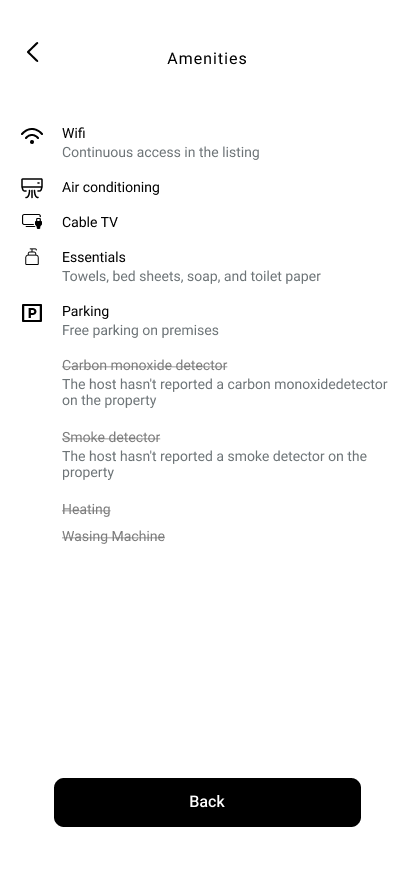 Amenities
Wifi
Continuous access in the listing
Air conditioning
Cable TV
Essentials
Towels, bed sheets, soap, and toilet paper
P
Parking
Free parking on premises
Carbon monoxide detector
The host hasn't reported a carbon monoxidedetector
on the property
Smoke detector
The host hasn't reported a smoke detector on the
property
Heating
Wasing Machine
Back